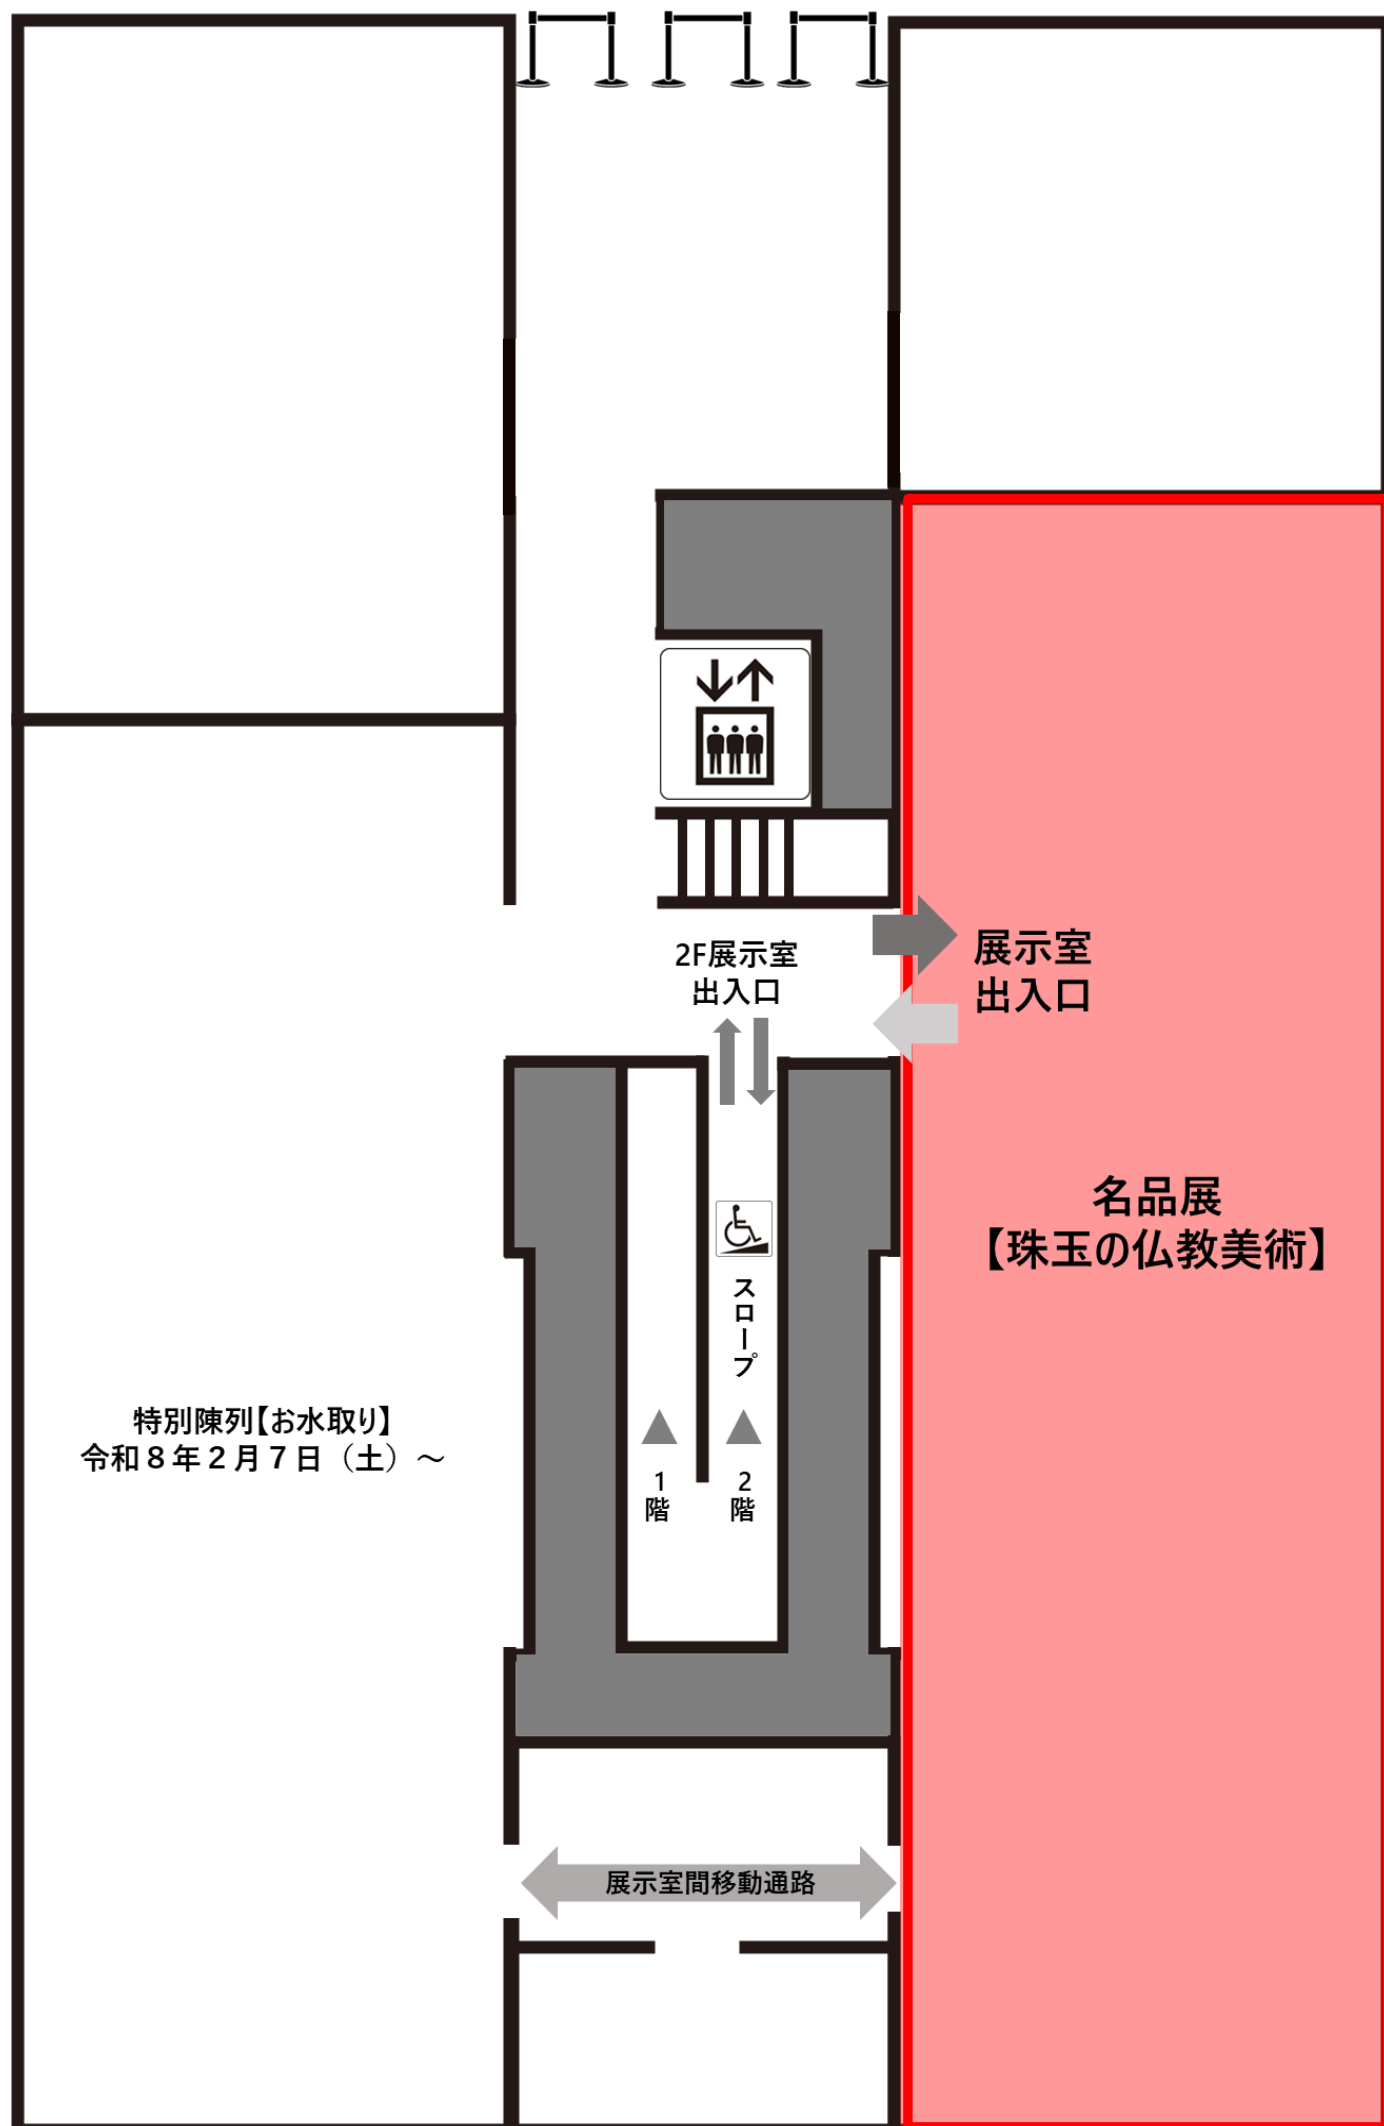 2F展示室
出入口
展示室
出入口
名品展
【珠玉の仏教美術】
スロープ
特別陳列【お水取り】
令和８年２月７日（土）～
1
階
2
階
展示室間移動通路